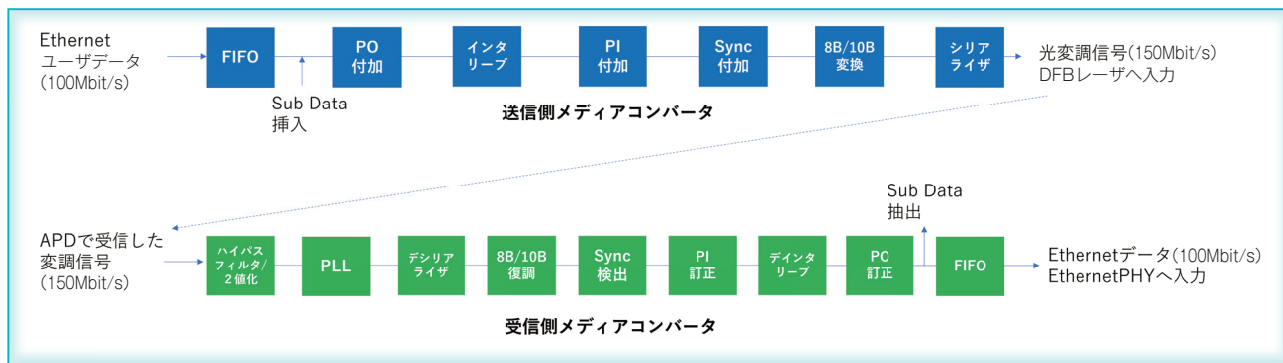 Ethernet
ユーザデータ
(100Mbit/s)
FIFO
Sub Data
挿入
PO
付加
インタ
リーブ
PI
付加
Sync
付加
8B/10B
変換
シリア
ライザ
光変調信号(150Mbit/s)
DFBレーザへ入力
送信側メディアコンバータ
APDで受信した
変調信号
(150Mbit/s)
ハイパス
フィルタ/
2値化
PLL
デシリア
ライザ
8B/10B
復調
Sync
検出
PI
訂正
デインタ
リーブ
PO
訂正
Sub Data
抽出
FIFO
Ethernetデータ(100Mbit/s)
EthernetPHYへ入力
受信側メディアコンバータ